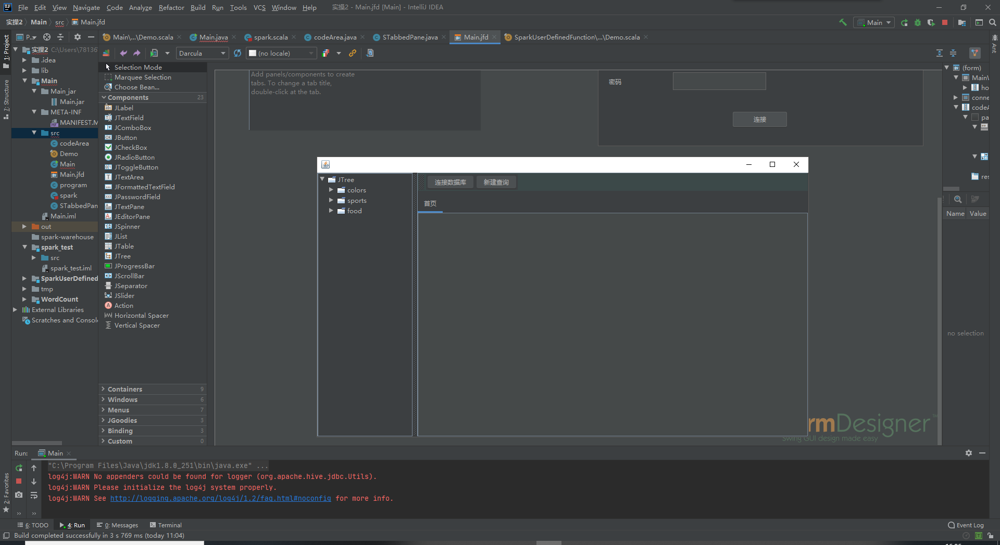 File Edit View Navigate Code Analyze Refactor Build Run Tools VCS Window Help 实操2 - Main.jfd [Main] - IntelliJ IDEA
实操2 Main src Main.jfd Main
P.. Main\...\Demo.scala Main.java spark.scala codeArea.java STabbedPane.java Main.jfd SparkUserDefinedFunction\...\Demo.scala
1: Project
7: Structure
2: Favorites
Ant
实操2 C:\Users\78136
.idea
lib
Main
Main_jar
Main.jar
META-INF
MANIFEST.M
src
codeArea
Demo
Main
Main.jfd
program
spark
STabbedPan
Main.iml
out
spark-warehouse
spark_test
src
spark_test.iml
SparkUserDefined
tmp
WordCount
External Libraries
Scratches and Consol
Darcula (no locale)
Selection Mode
Marquee Selection
Choose Bean...
Components 23
JLabel
JTextField
JComboBox
JButton
JCheckBox
JRadioButton
JToggleButton
JTextArea
JFormattedTextField
JPasswordField
JTextPane
JEditorPane
JSpinner
JList
JTable
JTree
JProgressBar
JScrollBar
JSeparator
JSlider
Action
Horizontal Spacer
Vertical Spacer
Containers 9
Windows 6
Menus 7
JGoodies 3
Binding 3
Custom 0
Add panels/components to create
tabs. To change a tab title,
double-click at the tab.
密码
连接
JTree
colors
sports
food
连接数据库 新建查询
首页
rmDesigner™
Swing GUI design made easy
(form)
MainW
ho
conne
codeA
pa
res
Name Value
no selection
Run: Main
"C:\Program Files\Java\jdk1.8.0_251\bin\java.exe" ...
log4j:WARN No appenders could be found for logger (org.apache.hive.jdbc.Utils).
log4j:WARN Please initialize the log4j system properly.
log4j:WARN See http://logging.apache.org/log4j/1.2/faq.html#noconfig for more info.
6: TODO 4: Run 0: Messages Terminal Event Log
Build completed successfully in 3 s 769 ms (today 11:04)